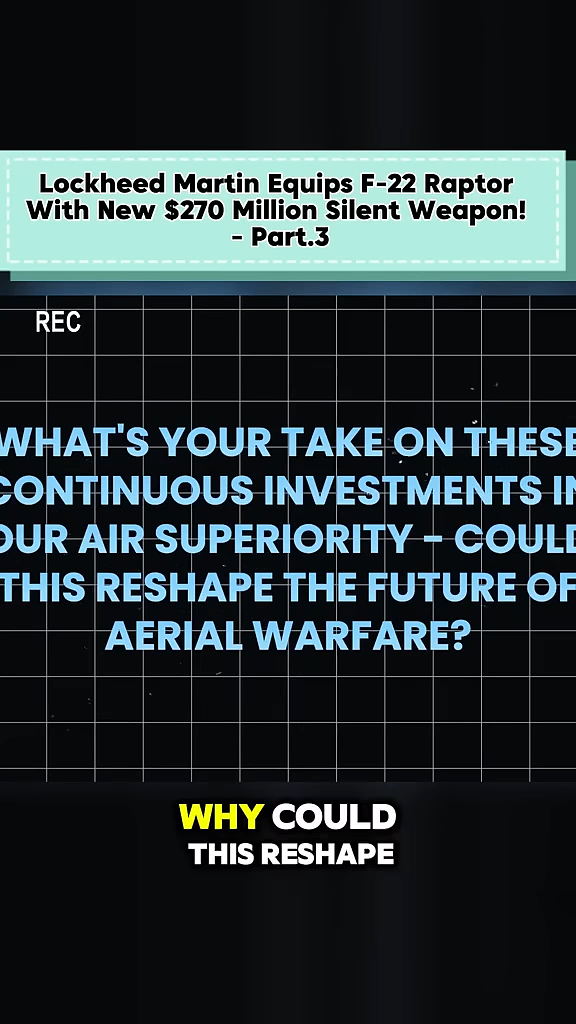 Lockheed Martin Equips F-22 Raptor
With New $270 Million Silent Weapon!
- Part.3
REC
WHAT'S YOUR TAKE ON THESE
CONTINUOUS INVESTMENTS IN
OUR AIR SUPERIORITY - COULD
THIS RESHAPE THE FUTURE OF
AERIAL WARFARE?
WHY COULD
THIS RESHAPE